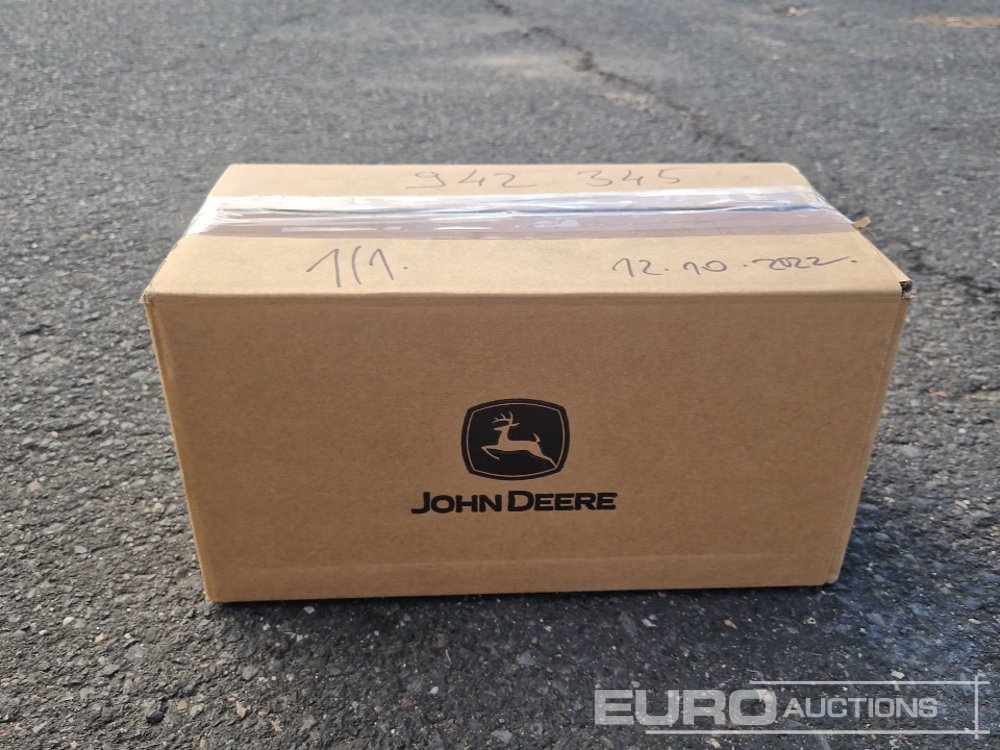 942 345
1/1. 12.10.2022.
JOHN DEERE
EURO AUCTIONS